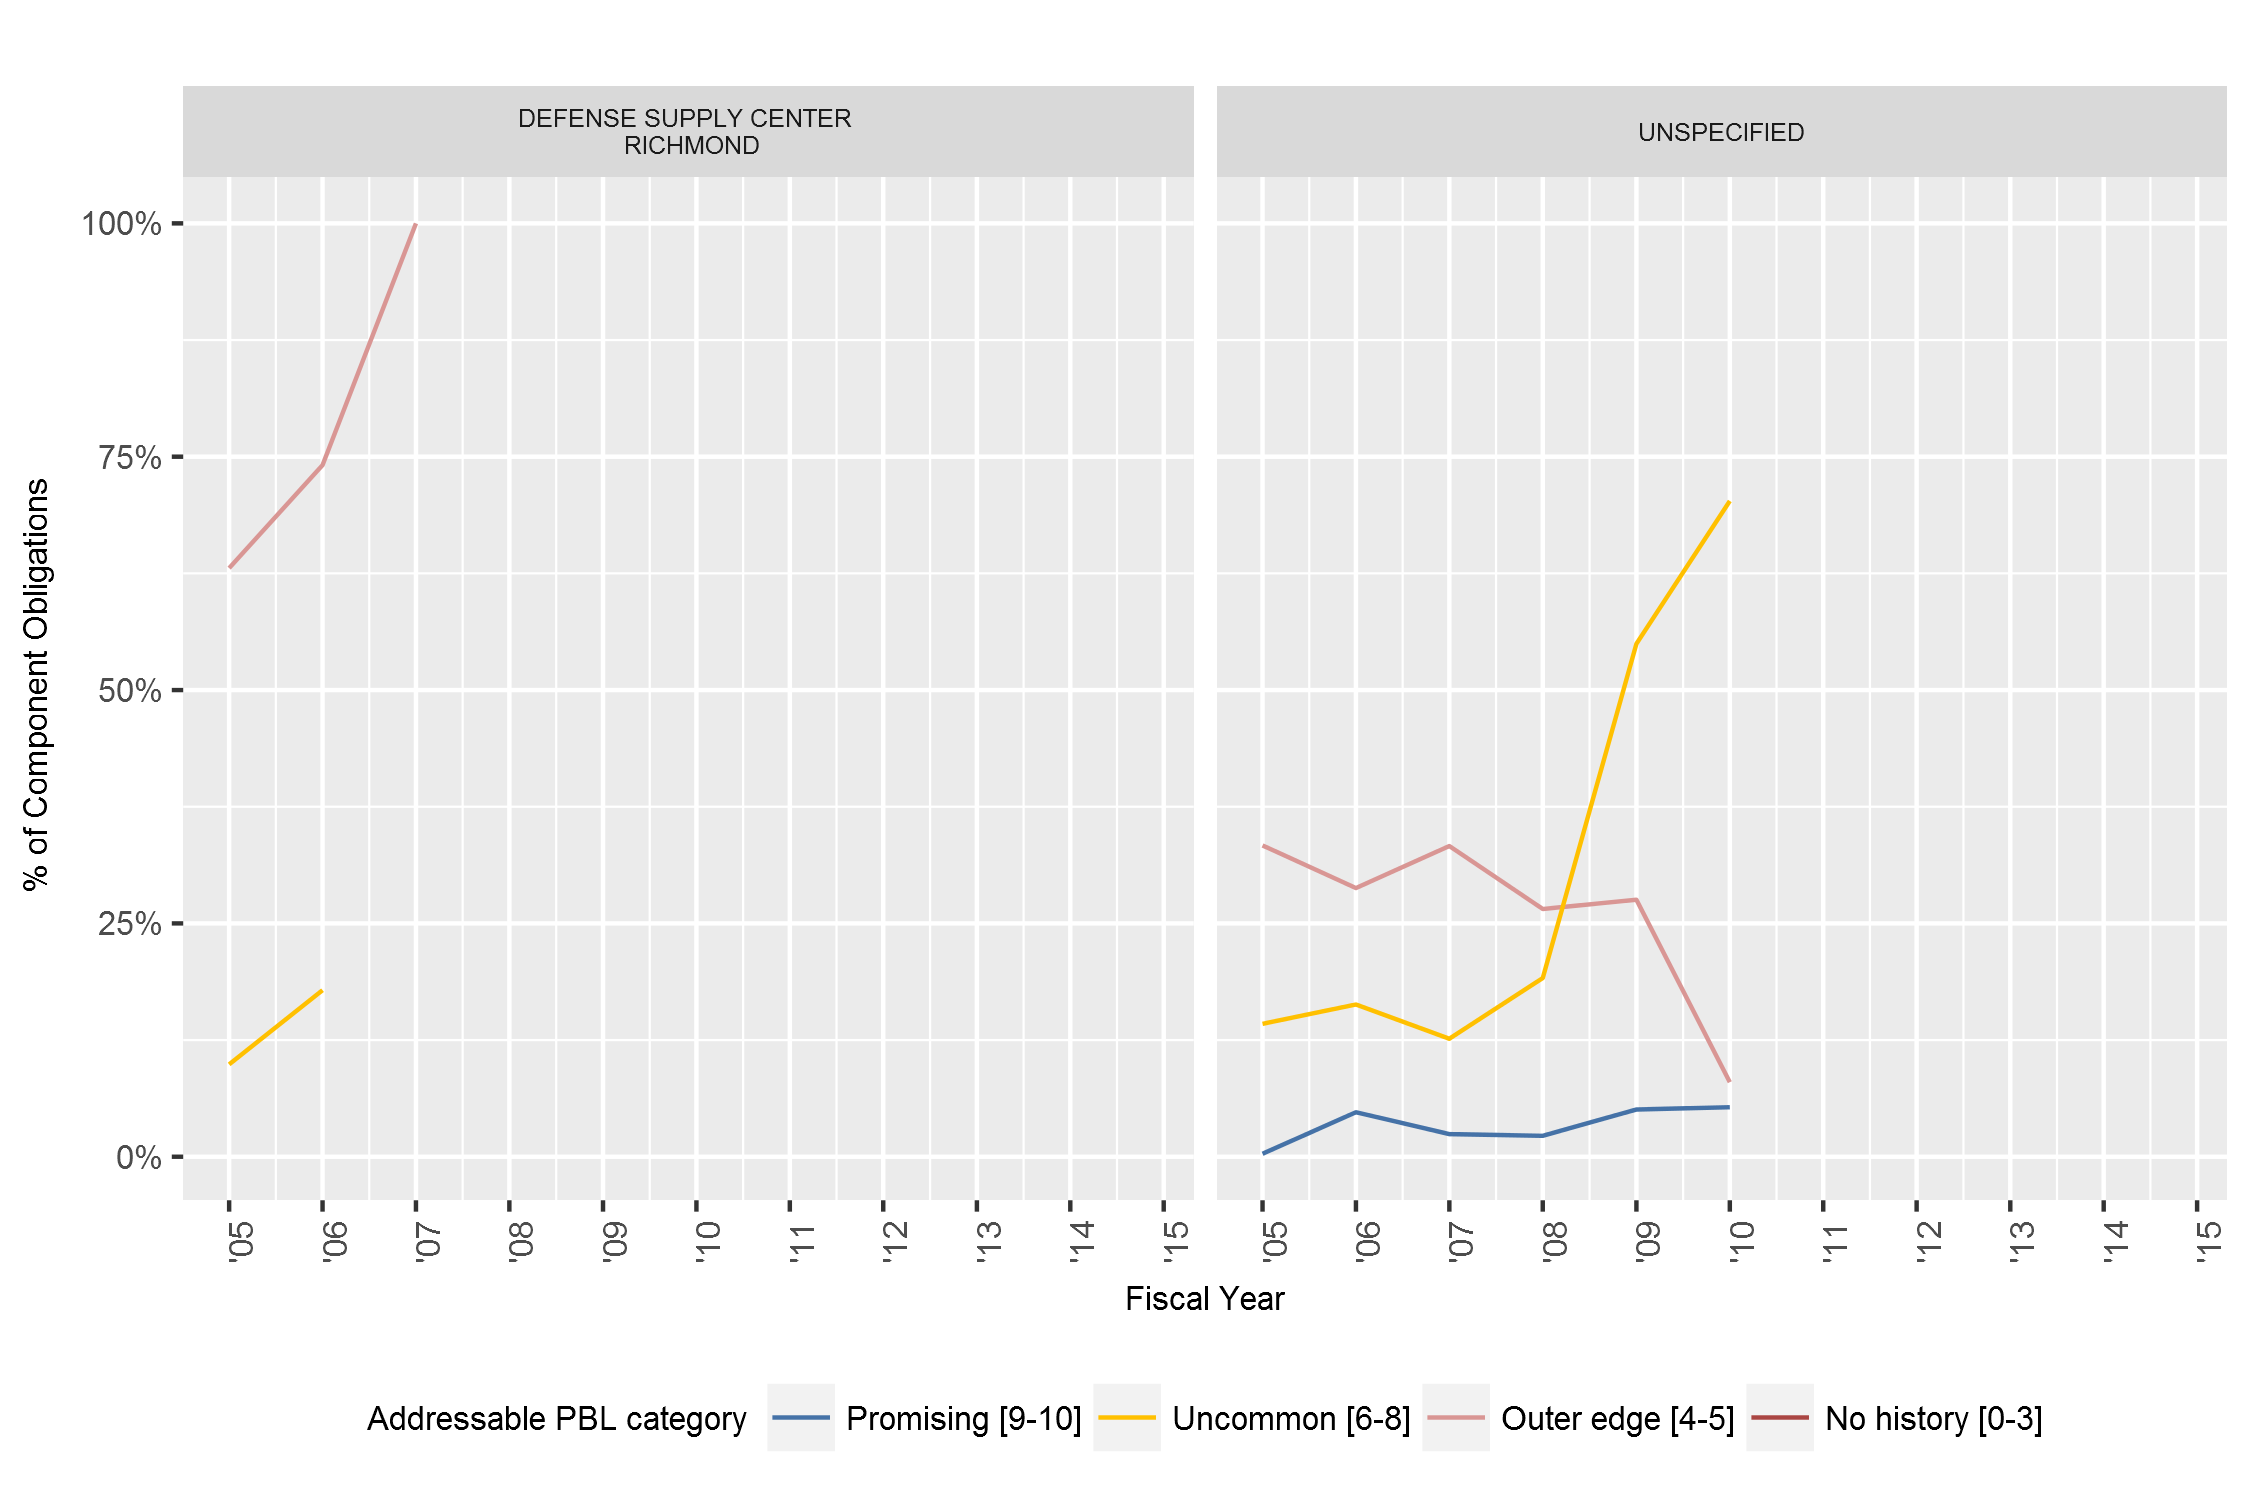 DEFENSE SUPPLY CENTER
RICHMOND
UNSPECIFIED
100%
75%
50%
25%
0%
% of Component Obligations
'05
'06
'07
'08
'09
'10
'11
'12
'13
'14
'15
'05
'06
'07
'08
'09
'10
'11
'12
'13
'14
'15
Fiscal Year
Addressable PBL category
Promising [9-10]
Uncommon [6-8]
Outer edge [4-5]
No history [0-3]